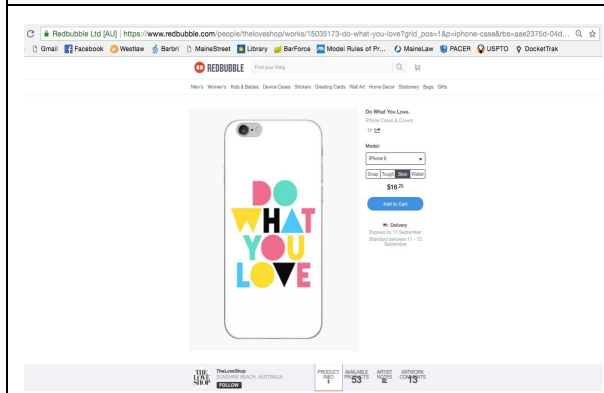 Redbubble Ltd [AU] | https://www.redbubble.com/people/theloveshop/works/15035173-do-what-you-love?grid_pos=1&p=iphone-case&rbs=aae2375d-04d...
Gmail Facebook Westlaw Barbri MaineStreet Library BarForce Model Rules of Pr... MaineLaw PACER USPTO DocketTrak
REDBUBBLE Find your thing
Men's Women's Kids & Babies Device Cases Stickers Greeting Cards Wall Art Home Decor Stationery Bags Gifts
Do What You Love.
iPhone Cases & Covers
Model:
iPhone 6
Snap Tough Skin Wallet
$16.25
Add to Cart
Delivery
Express by 11 September
Standard between 11 - 13
September
DO
WHAT
YOU
LOVE
THE
LOVE
SHOP
TheLoveShop
SUNSHINE BEACH, AUSTRALIA
FOLLOW
PRODUCT INFO
AVAILABLE PRODUCTS
53
ARTIST NOTES
ARTWORK COMMENTS
13